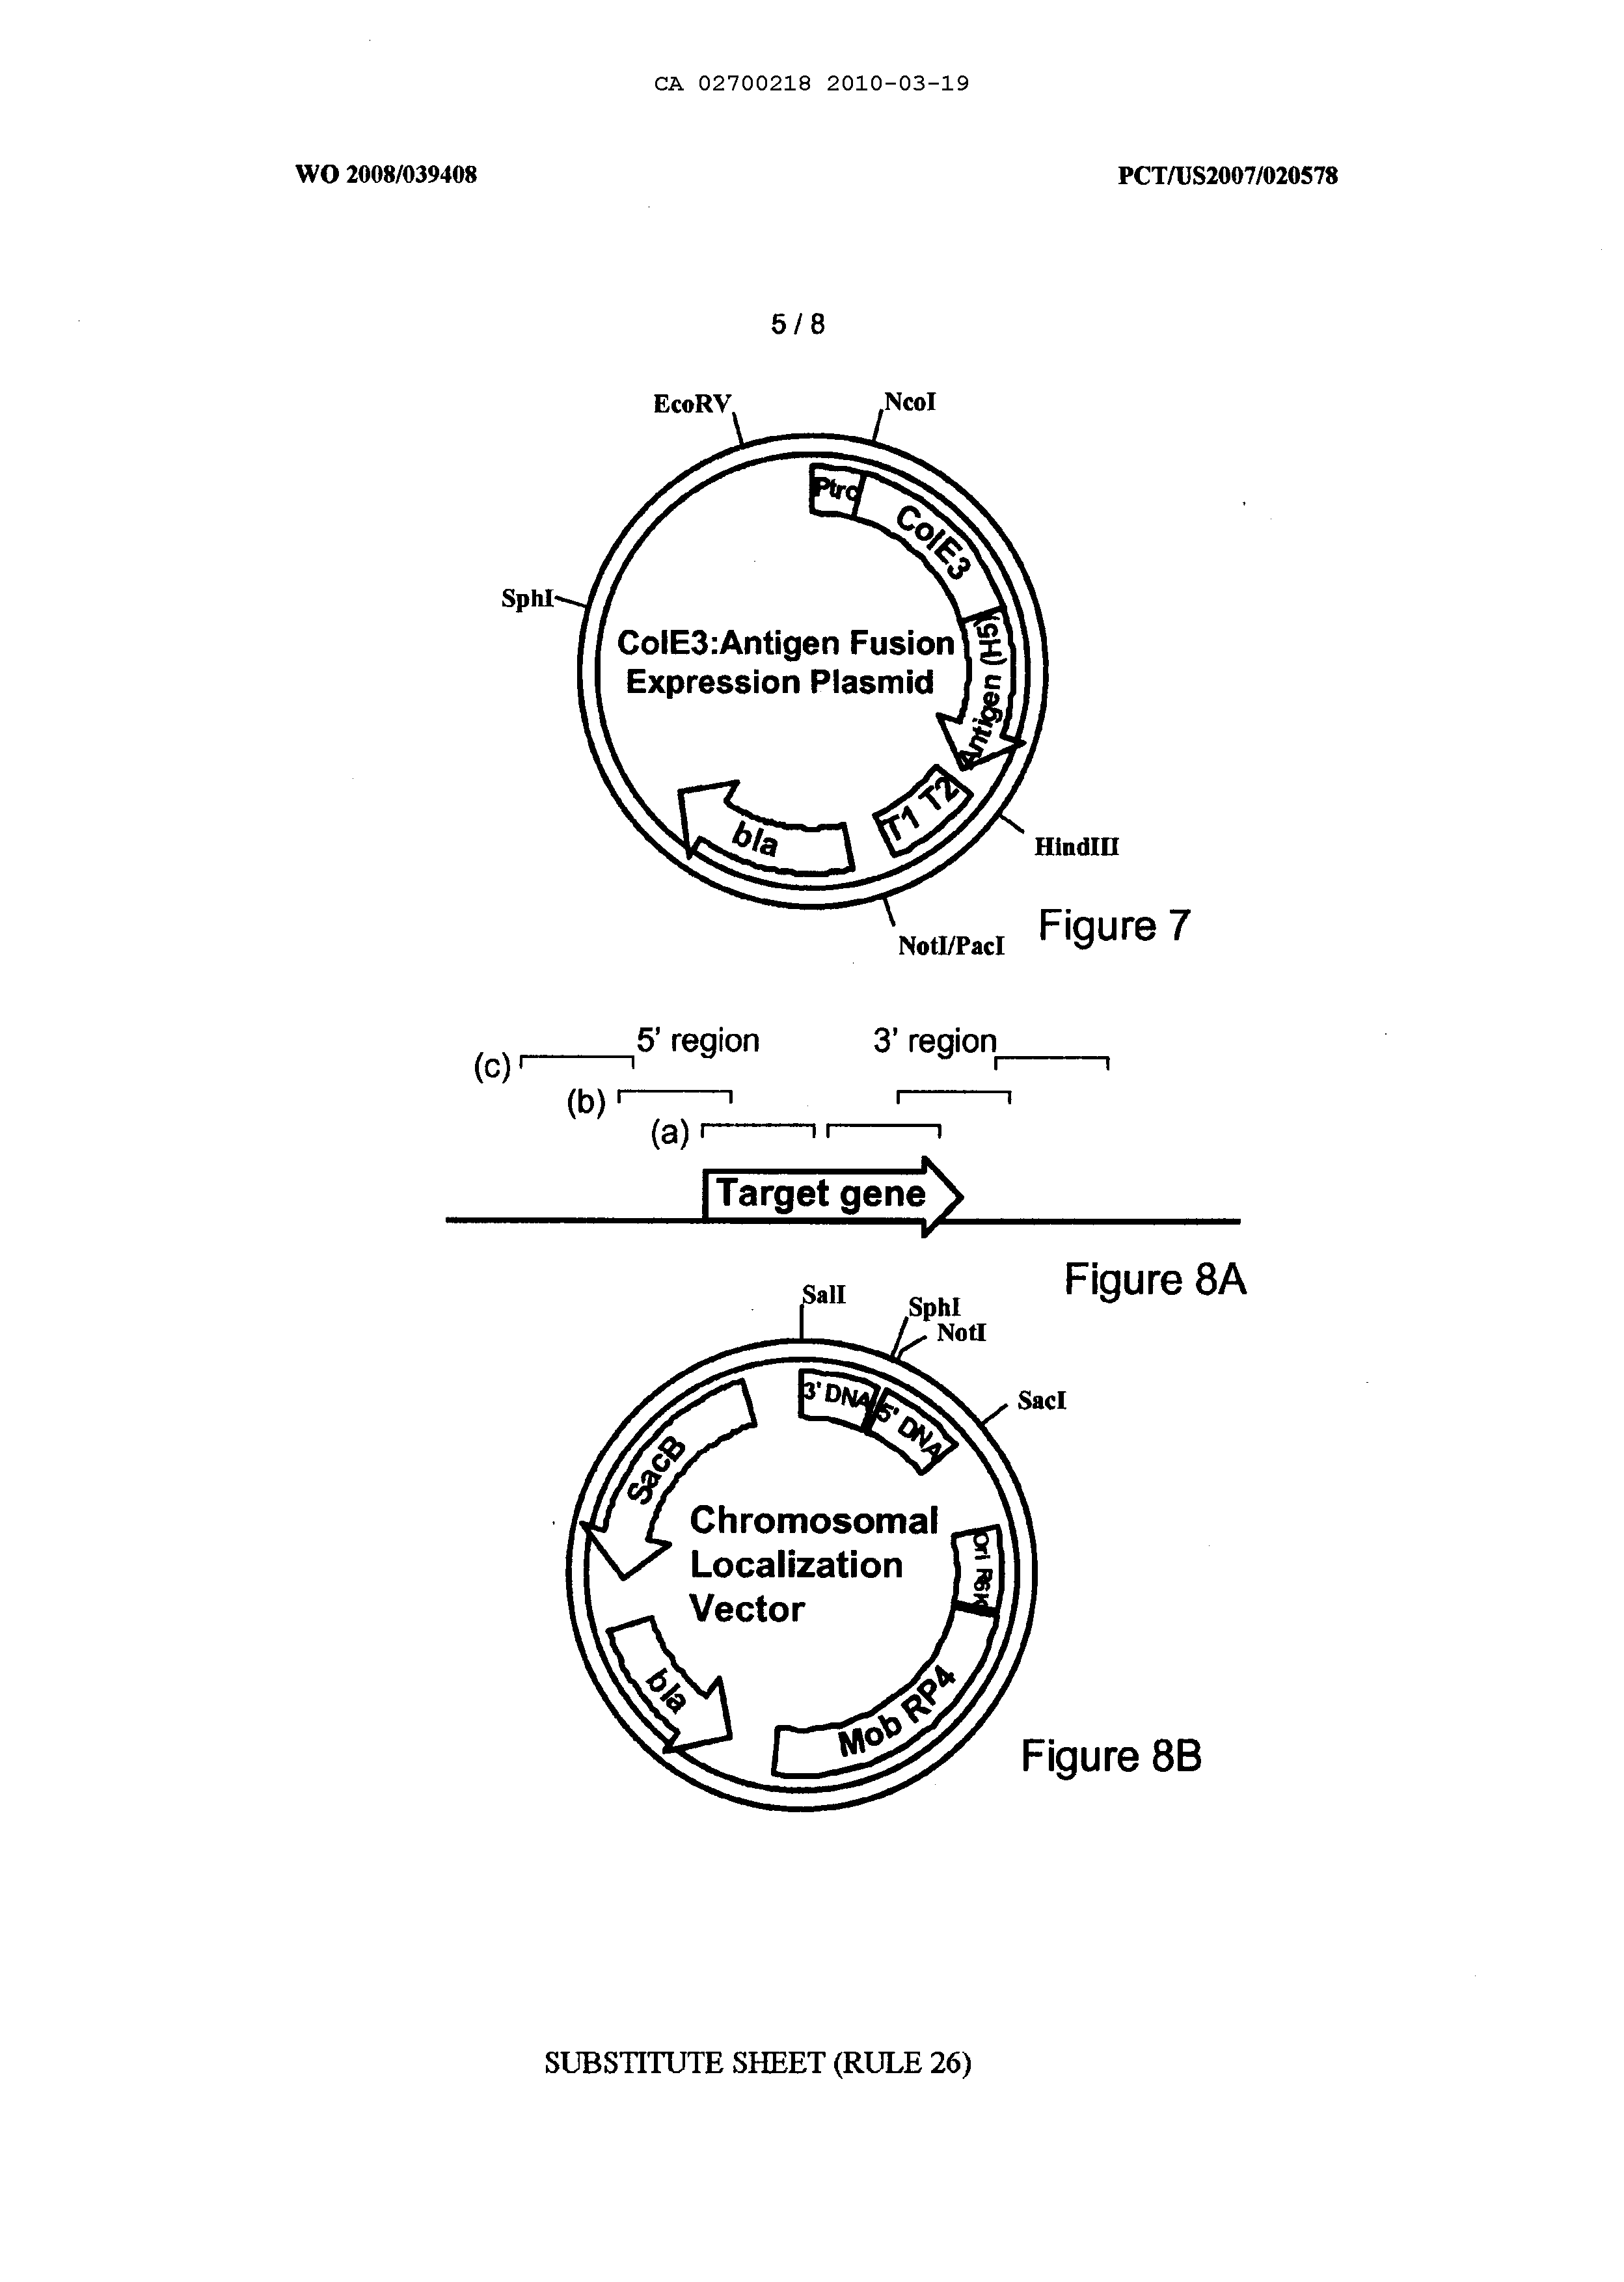 CA 02700218 2010-03-19
WO 2008/039408
PCT/US2007/020578
5 / 8
EcoRV
NcoI
Ptrc
ColE3
SphI
ColE3:Antigen Fusion
Expression Plasmid
Antigen (H5)
T1 T2
bla
HindIII
NotI/PacI
Figure 7
5' region
3' region
(c)
(b)
(a)
Target gene
Figure 8A
SalI
SphI
NotI
SacI
3' DNA
5' DNA
SacB
Chromosomal
Localization
Vector
Ori R6K
bla
Mob RP4
Figure 8B
SUBSTITUTE SHEET (RULE 26)